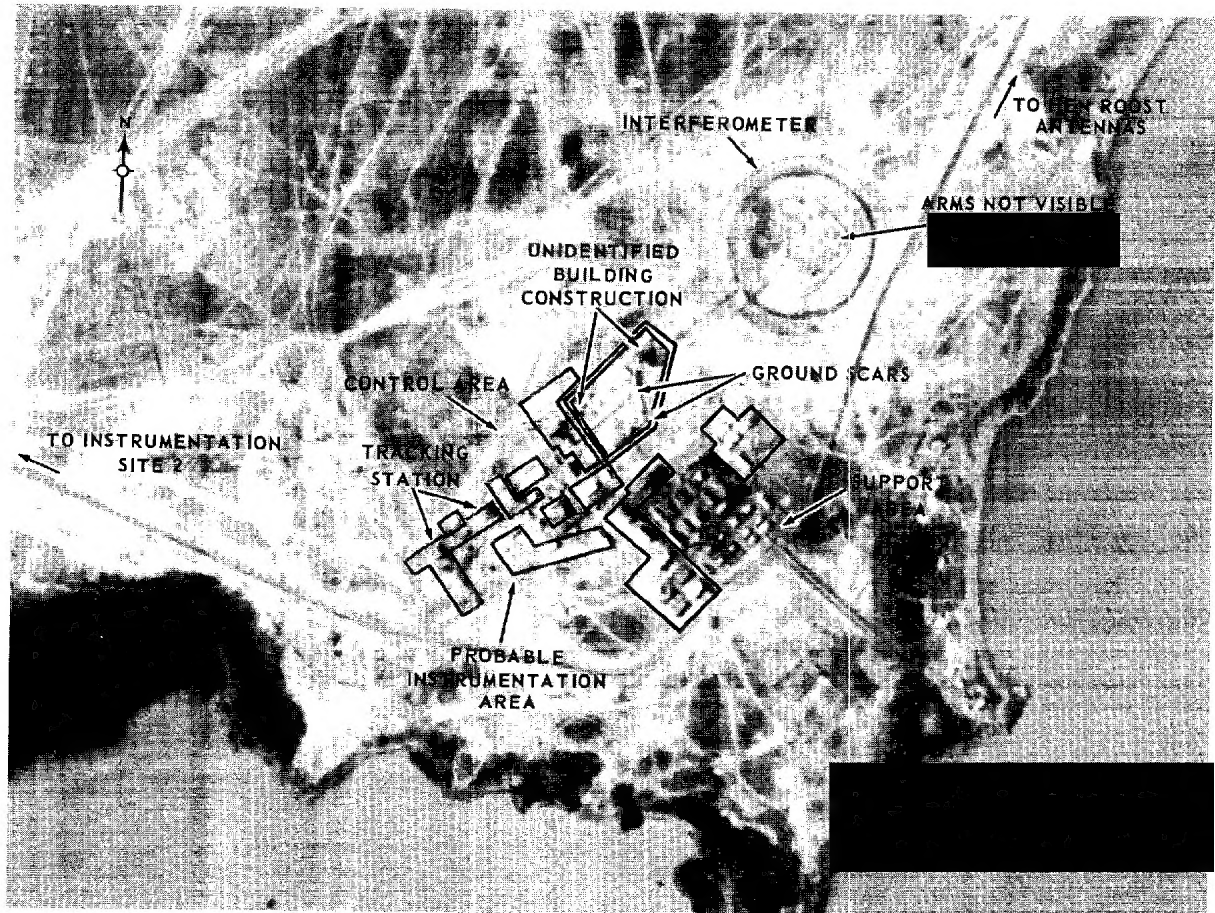 N
TO HEN ROOST
ANTENNAS
INTERFEROMETER
ARMS NOT VISIBLE
UNIDENTIFIED
BUILDING
CONSTRUCTION
GROUND SCARS
CONTROL AREA
TO INSTRUMENTATION
SITE 2
TRACKING
STATION
SUPPORT
AREA
PROBABLE
INSTRUMENTATION
AREA